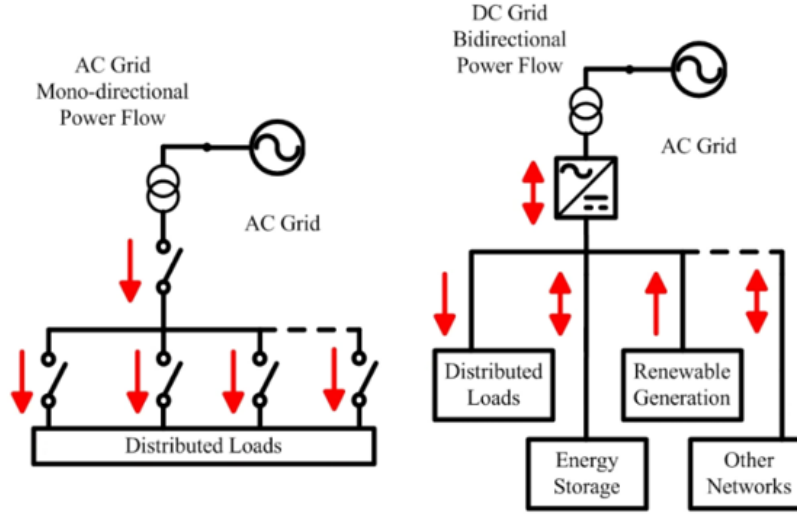 AC Grid
Mono-directional
Power Flow
AC Grid
Distributed Loads
DC Grid
Bidirectional
Power Flow
AC Grid
Distributed
Loads
Renewable
Generation
Energy
Storage
Other
Networks